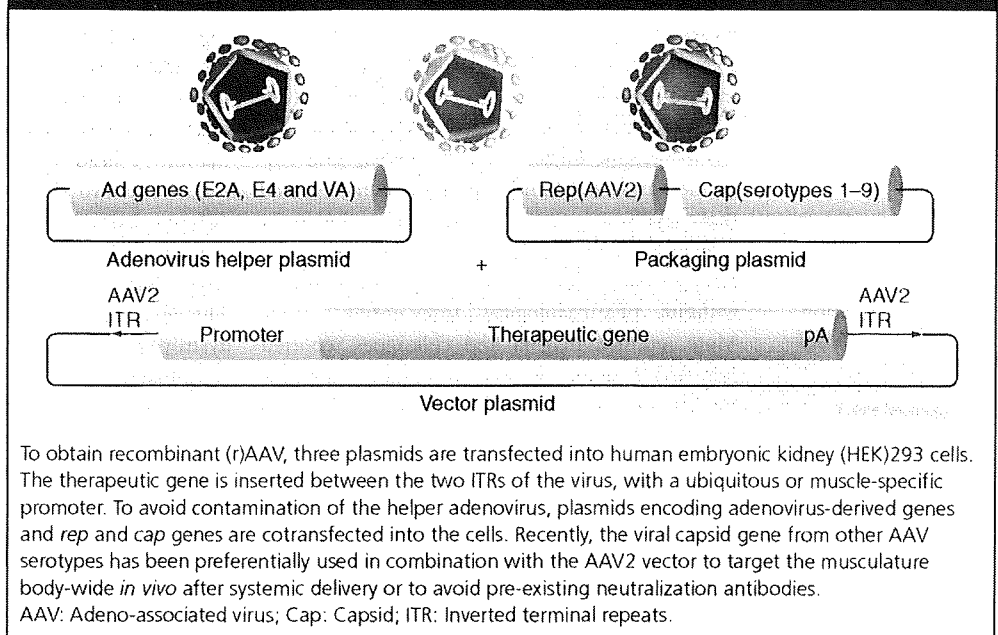 Ad genes (E2A, E4 and VA)
Rep(AAV2)
Cap(serotypes 1–9)
Adenovirus helper plasmid
+
Packaging plasmid
AAV2
ITR
Promoter
Therapeutic gene
pA
AAV2
ITR
Vector plasmid
To obtain recombinant (r)AAV, three plasmids are transfected into human embryonic kidney (HEK)293 cells.
The therapeutic gene is inserted between the two ITRs of the virus, with a ubiquitous or muscle-specific
promoter. To avoid contamination of the helper adenovirus, plasmids encoding adenovirus-derived genes
and rep and cap genes are cotransfected into the cells. Recently, the viral capsid gene from other AAV
serotypes has been preferentially used in combination with the AAV2 vector to target the musculature
body-wide in vivo after systemic delivery or to avoid pre-existing neutralization antibodies.
AAV: Adeno-associated virus; Cap: Capsid; ITR: Inverted terminal repeats.